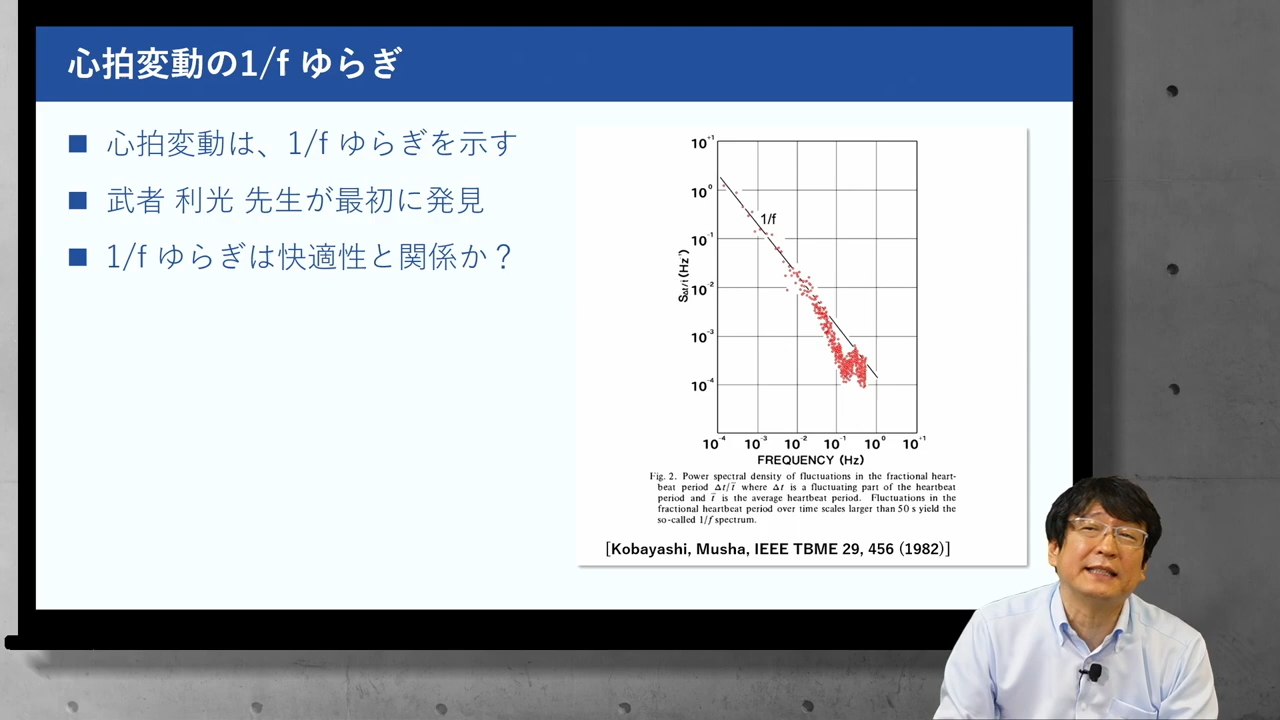 心拍変動の1/f ゆらぎ
■ 心拍変動は、1/f ゆらぎを示す
■ 武者 利光 先生が最初に発見
■ 1/f ゆらぎは快適性と関係か？
10+1
100
10-1
10-2
10-3
10-4
1/f
10-4 10-3 10-2 10-1 100 10+1
FREQUENCY (Hz)
Fig. 2. Power spectral density of fluctuations in the fractional heart-
beat period Δt/t̄ where Δt is a fluctuating part of the heartbeat
period and t̄ is the average heartbeat period. Fluctuations in the
fractional heartbeat period over time scales larger than 50 s yield the
so-called 1/f spectrum.
[Kobayashi, Musha, IEEE TBME 29, 456 (1982)]